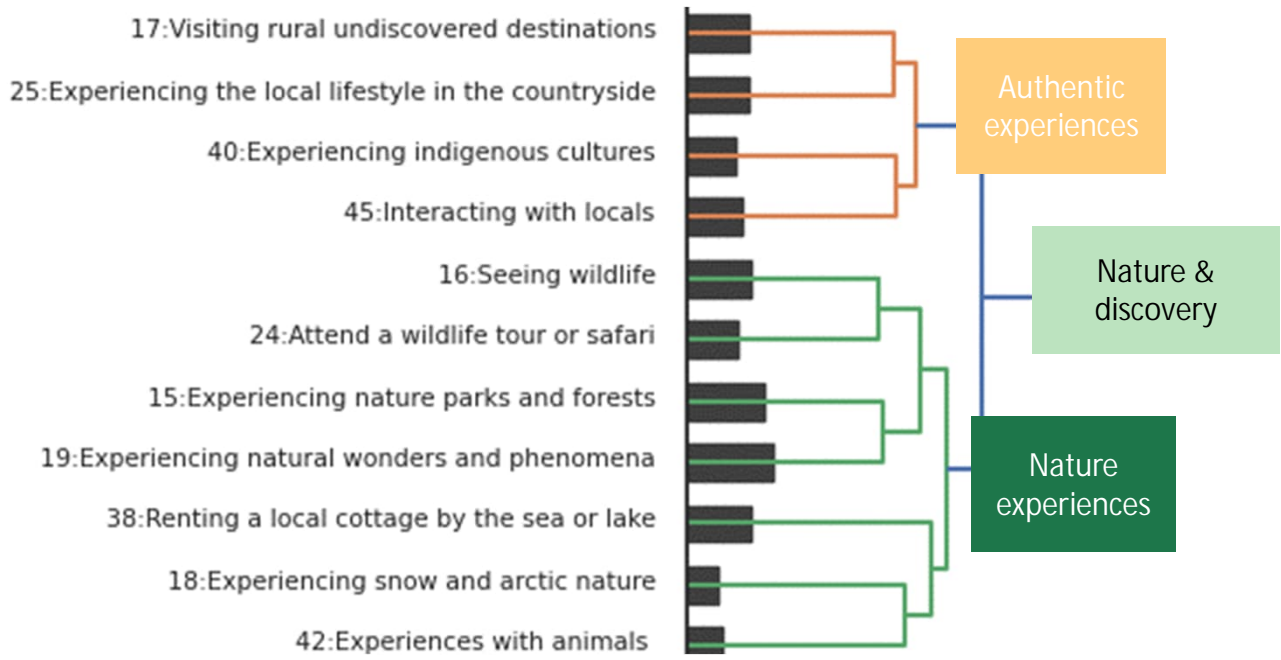 17:Visiting rural undiscovered destinations
25:Experiencing the local lifestyle in the countryside
40:Experiencing indigenous cultures
45:Interacting with locals
16:Seeing wildlife
24:Attend a wildlife tour or safari
15:Experiencing nature parks and forests
19:Experiencing natural wonders and phenomena
38:Renting a local cottage by the sea or lake
18:Experiencing snow and arctic nature
42:Experiences with animals
Authentic
experiences
Nature &
discovery
Nature
experiences